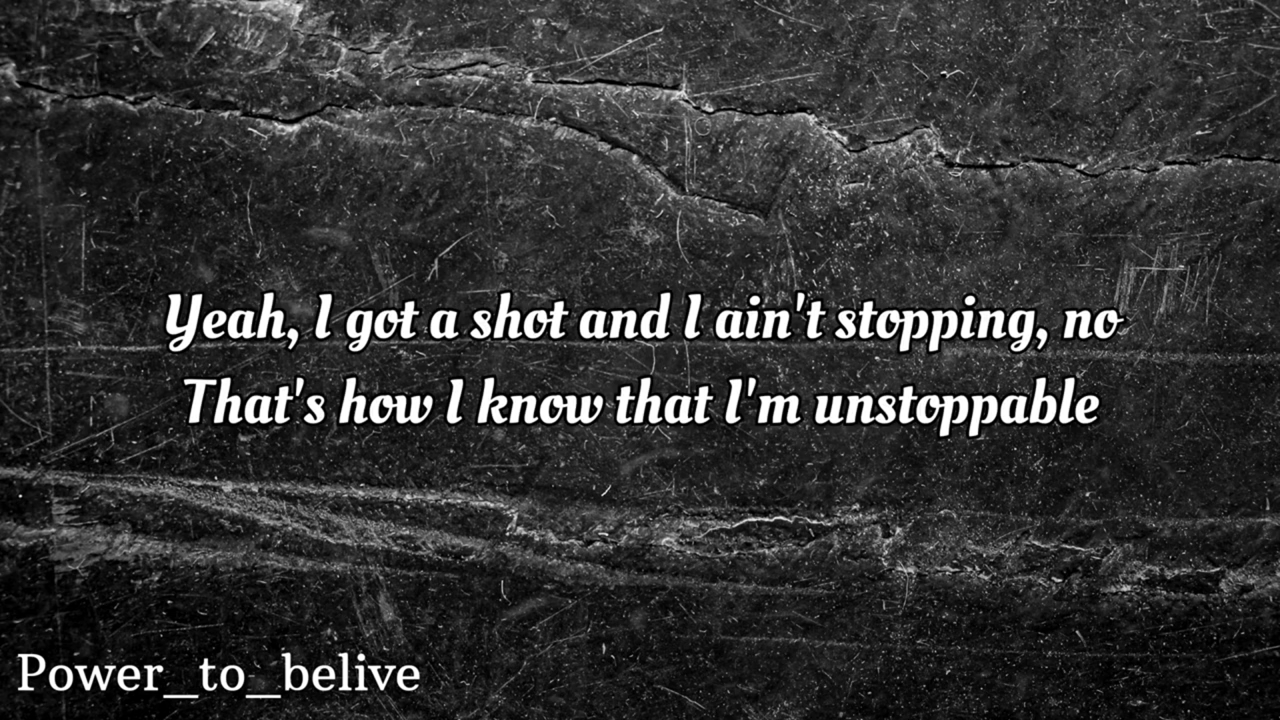 Yeah, I got a shot and I ain't stopping, no
That's how I know that I'm unstoppable
Power_to_belive